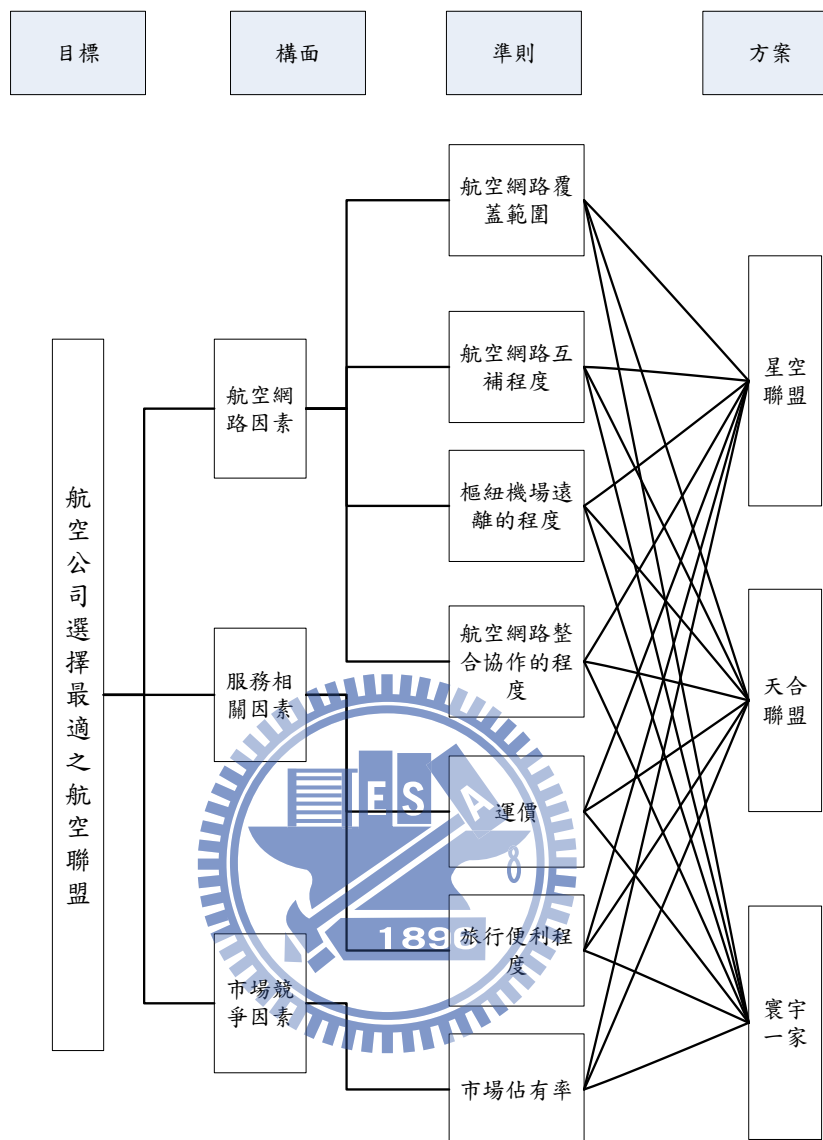 目標
構面
準則
方案
航空公司選擇最適之航空聯盟
航空網
路因素
服務相
關因素
市場競
爭因素
航空網路覆
蓋範圍
航空網路互
補程度
樞紐機場遠
離的程度
航空網路整
合協作的程
度
運價
旅行便利程
度
市場佔有率
星空
聯盟
天合
聯盟
寰宇
一家
E S A
1896